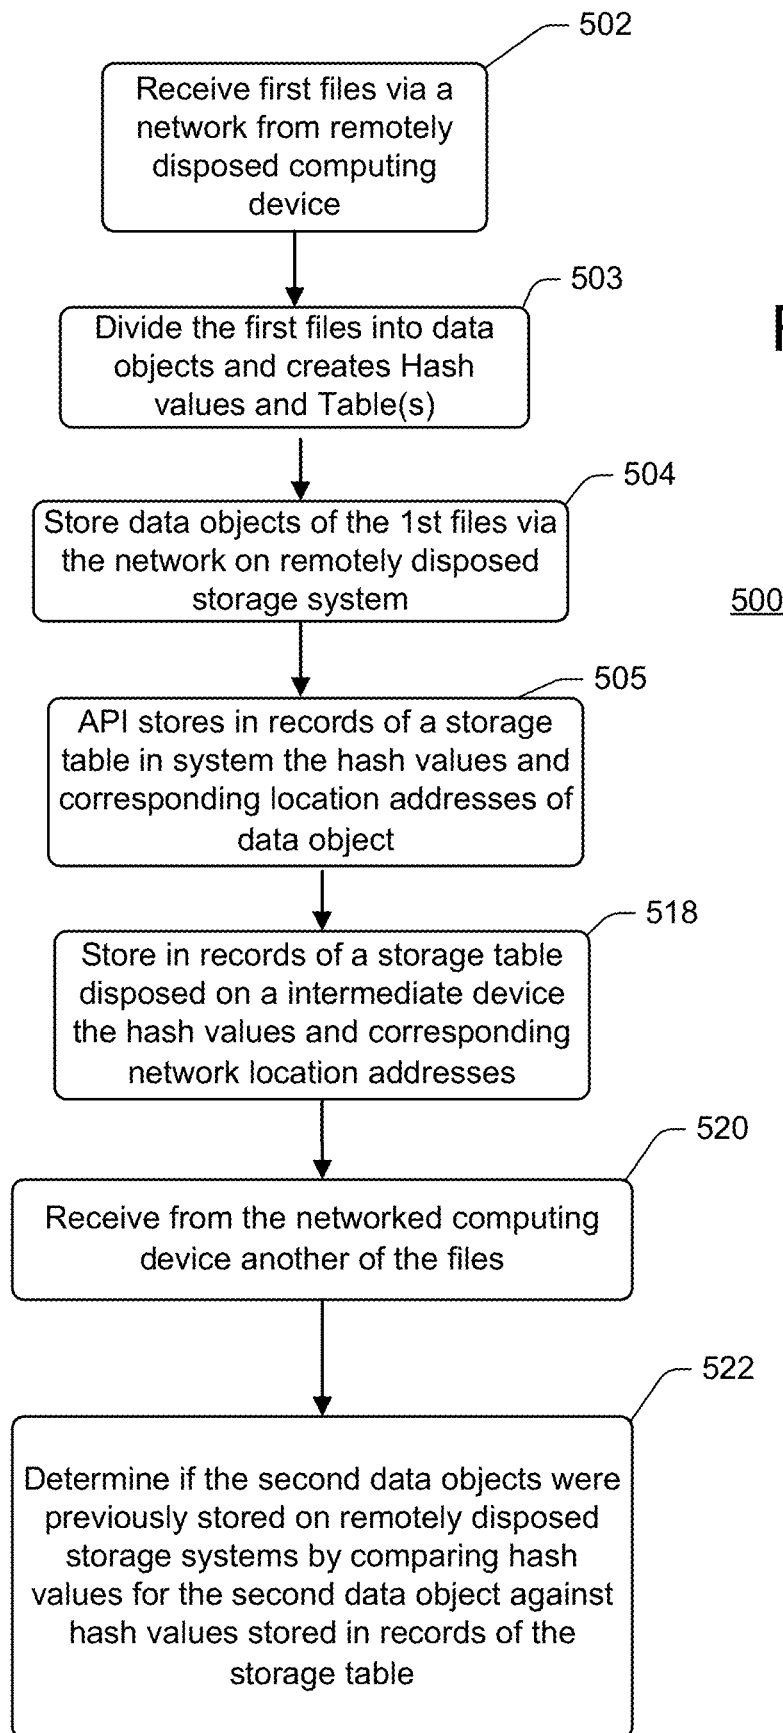 502
Receive first files via a
network from remotely
disposed computing
device
503
Divide the first files into data
objects and creates Hash
values and Table(s)
504
Store data objects of the 1st files via
the network on remotely disposed
storage system
500
505
API stores in records of a storage
table in system the hash values and
corresponding location addresses of
data object
518
Store in records of a storage table
disposed on a intermediate device
the hash values and corresponding
network location addresses
520
Receive from the networked computing
device another of the files
522
Determine if the second data objects were
previously stored on remotely disposed
storage systems by comparing hash
values for the second data object against
hash values stored in records of the
storage table